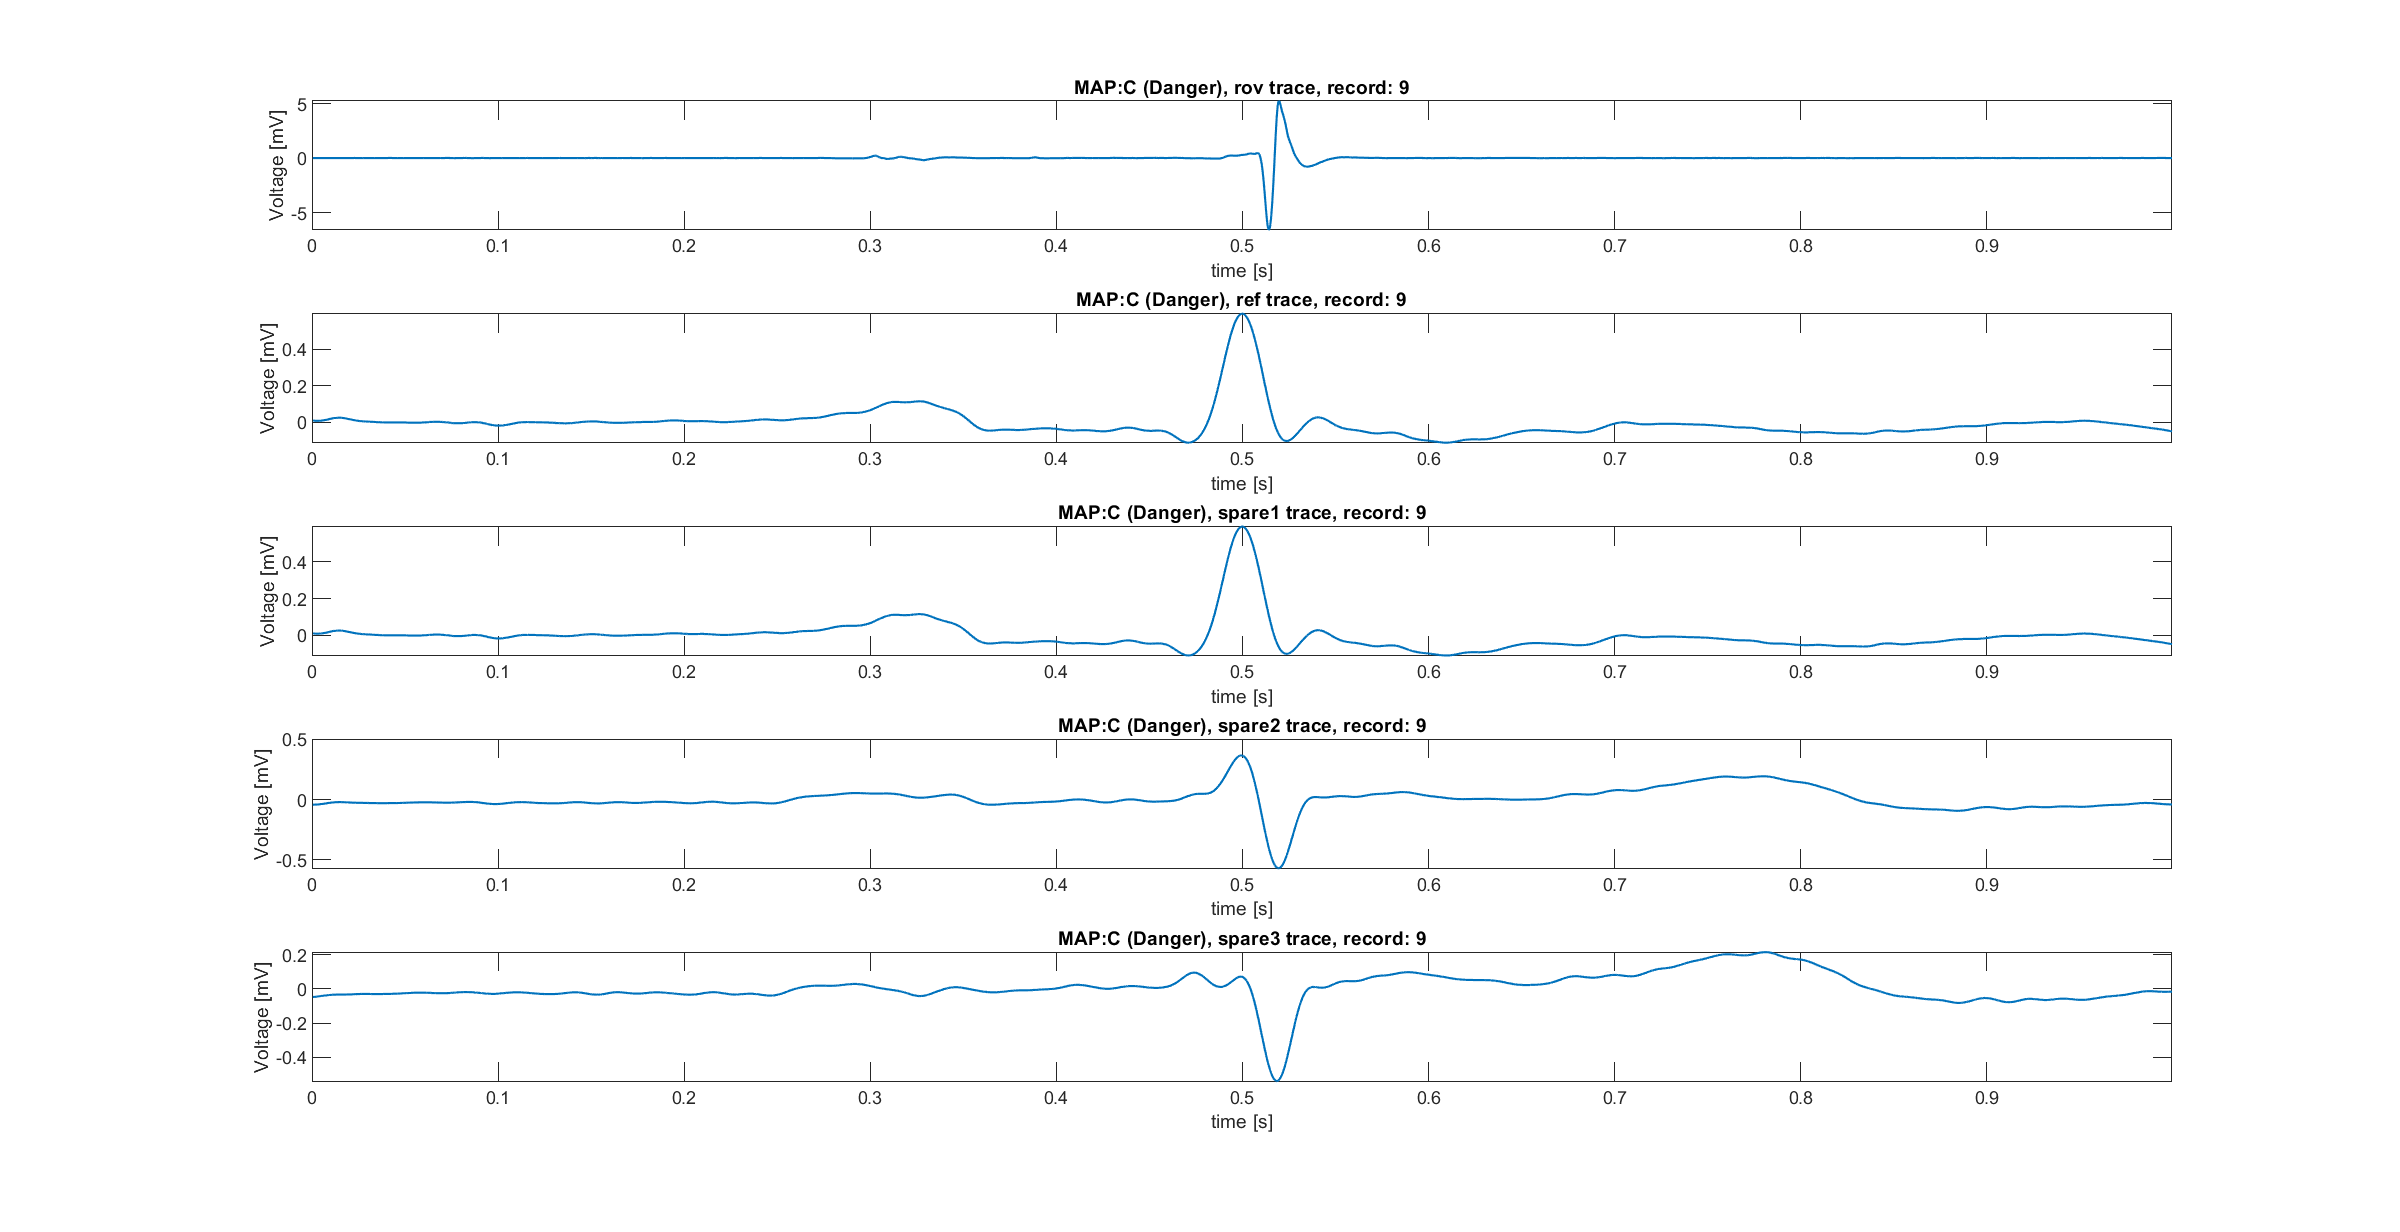 MAP:C (Danger), rov trace, record: 9
Voltage [mV]
5
0
-5
0 0.1 0.2 0.3 0.4 0.5 0.6 0.7 0.8 0.9
time [s]
MAP:C (Danger), ref trace, record: 9
Voltage [mV]
0.4
0.2
0
0 0.1 0.2 0.3 0.4 0.5 0.6 0.7 0.8 0.9
time [s]
MAP:C (Danger), spare1 trace, record: 9
Voltage [mV]
0.4
0.2
0
0 0.1 0.2 0.3 0.4 0.5 0.6 0.7 0.8 0.9
time [s]
MAP:C (Danger), spare2 trace, record: 9
Voltage [mV]
0.5
0
-0.5
0 0.1 0.2 0.3 0.4 0.5 0.6 0.7 0.8 0.9
time [s]
MAP:C (Danger), spare3 trace, record: 9
Voltage [mV]
0.2
0
-0.2
-0.4
0 0.1 0.2 0.3 0.4 0.5 0.6 0.7 0.8 0.9
time [s]